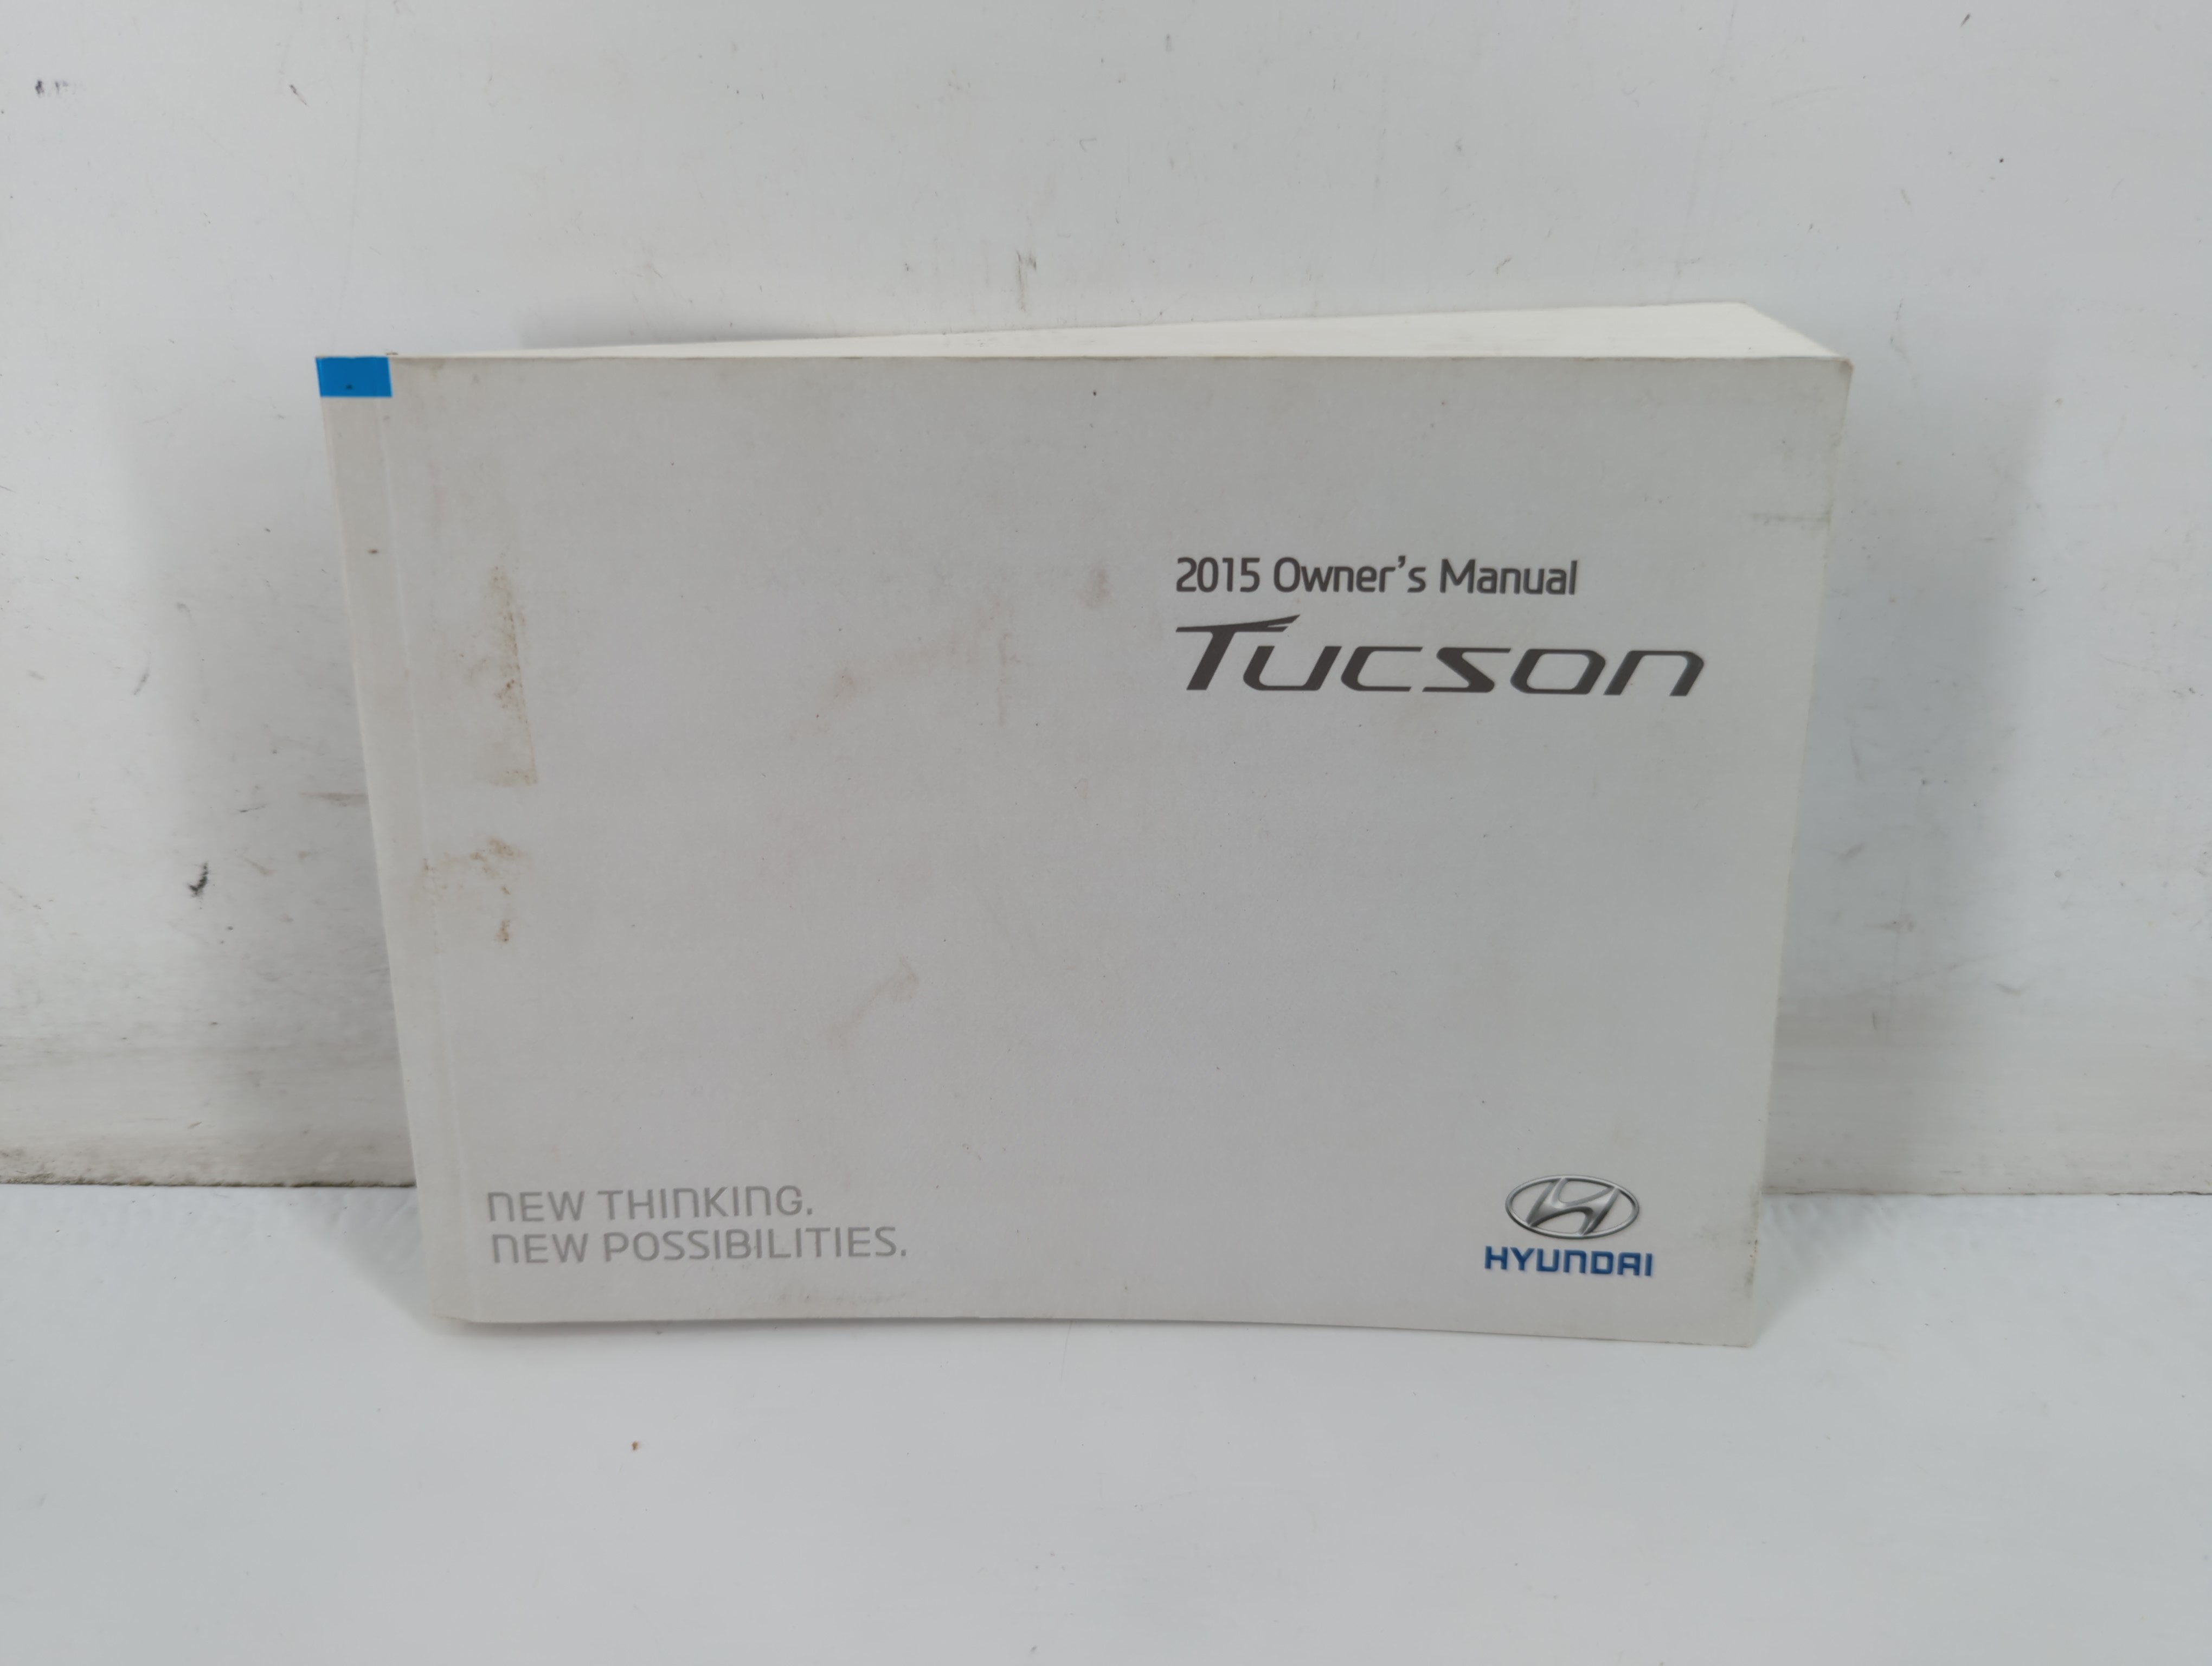 2015 Owner's Manual
Tucson
NEW THINKING.
NEW POSSIBILITIES.
HYUNDAI